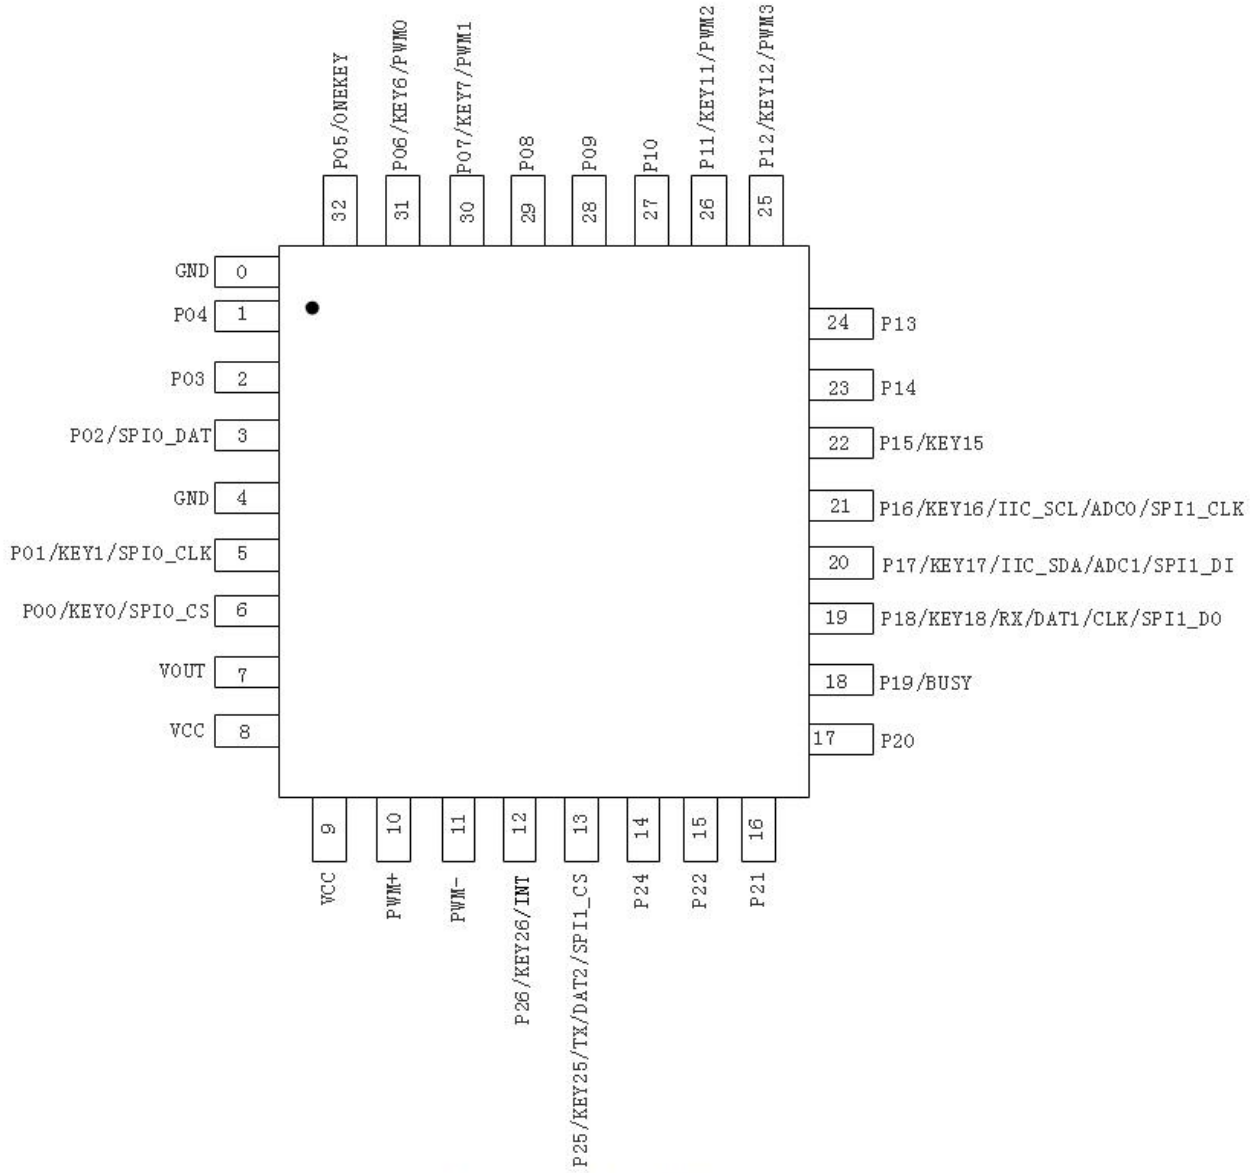 P05/ONEKEY
P06/KEY6/PWM0
P07/KEY7/PWM1
P08
P09
P10
P11/KEY11/PWM2
P12/KEY12/PWM3
32
31
30
29
28
27
26
25
GND 0
P04 1
P03 2
P02/SPI0_DAT 3
GND 4
P01/KEY1/SPI0_CLK 5
P00/KEY0/SPI0_CS 6
VOUT 7
VCC 8
24 P13
23 P14
22 P15/KEY15
21 P16/KEY16/IIC_SCL/ADC0/SPI1_CLK
20 P17/KEY17/IIC_SDA/ADC1/SPI1_DI
19 P18/KEY18/RX/DAT1/CLK/SPI1_DO
18 P19/BUSY
17 P20
9
10
11
12
13
14
15
16
VCC
PWM+
PWM-
P26/KEY26/INT
P25/KEY25/TX/DAT2/SPI1_CS
P24
P22
P21